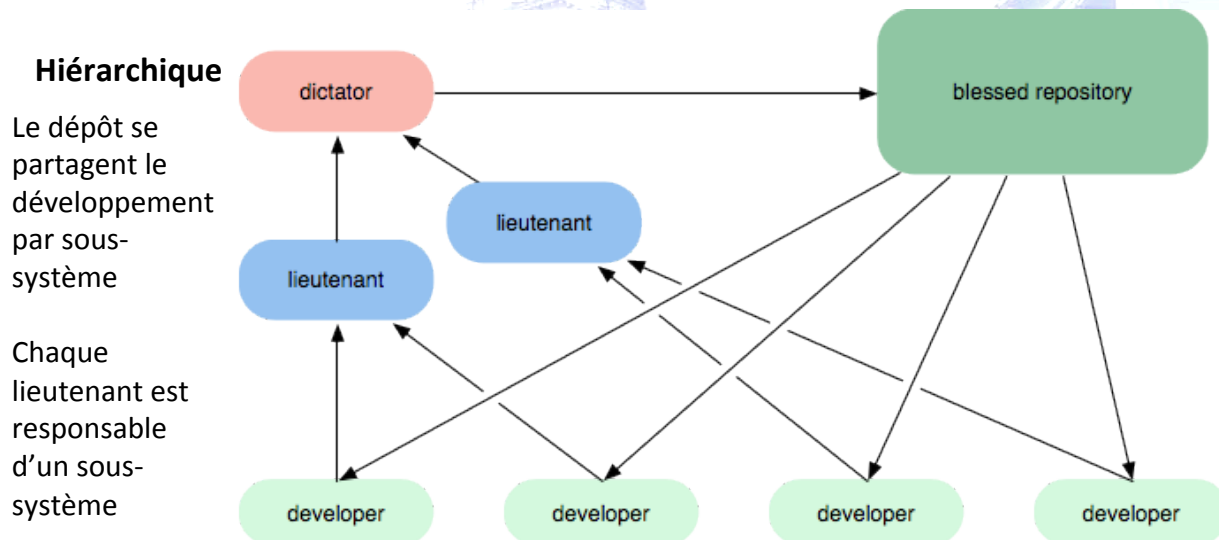 Hiérarchique
Le dépôt se
partagent le
développement
par sous-
système
Chaque
lieutenant est
responsable
d’un sous-
système
dictator
blessed repository
lieutenant
lieutenant
developer
developer
developer
developer